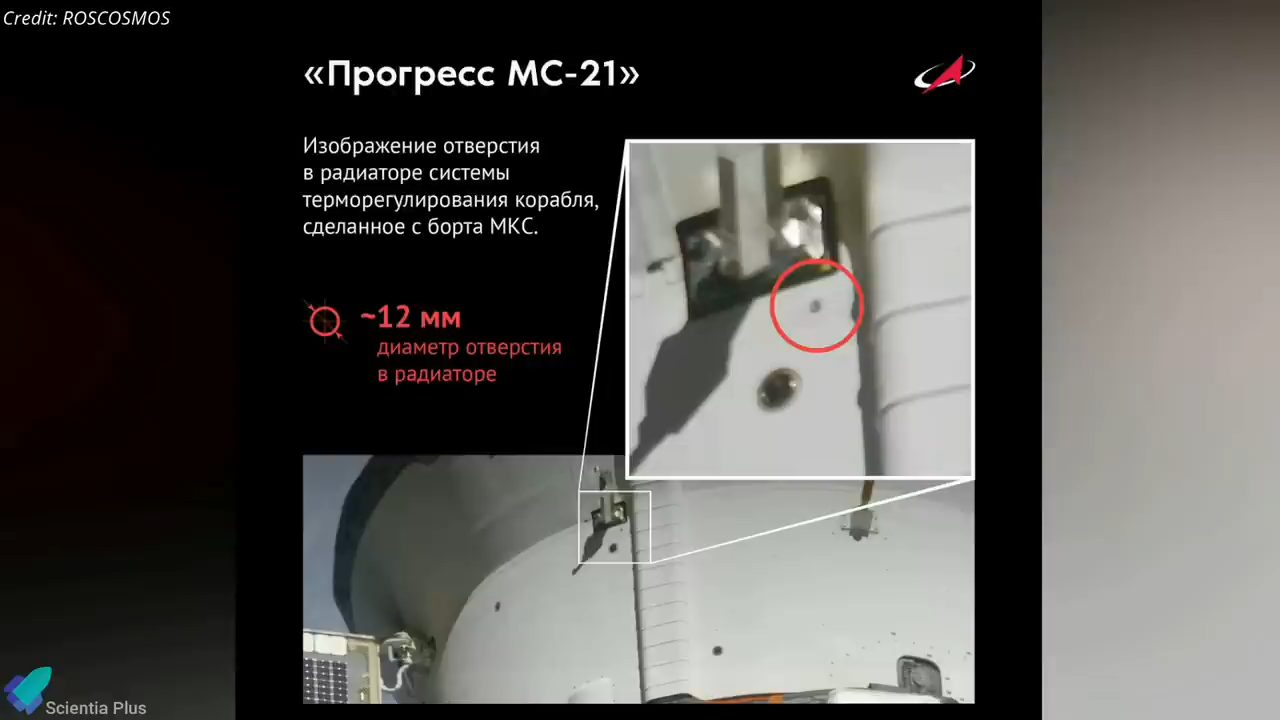 Credit: ROSCOSMOS
«Прогресс МС-21»
Изображение отверстия
в радиаторе системы
терморегулирования корабля,
сделанное с борта МКС.
~12 мм
диаметр отверстия
в радиаторе
Scientia Plus